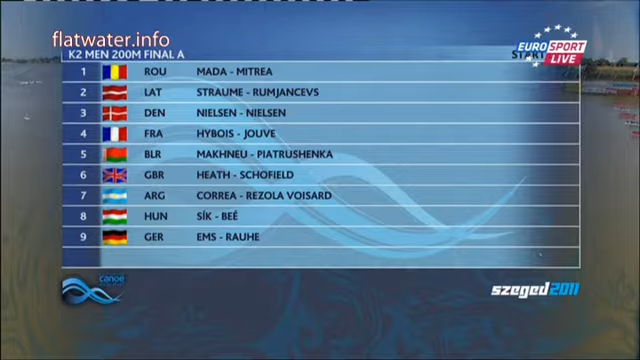 flatwater.info
K2 MEN 200M FINAL A
START
EUROSPORT
LIVE
1 ROU MADA - MITREA
2 LAT STRAUME - RUMJANCEVS
3 DEN NIELSEN - NIELSEN
4 FRA HYBOIS - JOUVE
5 BLR MAKHNEU - PIATRUSHENKA
6 GBR HEATH - SCHOFIELD
7 ARG CORREA - REZOLA VOISARD
8 HUN SÍK - BEÉ
9 GER EMS - RAUHE
canoe
szeged2011